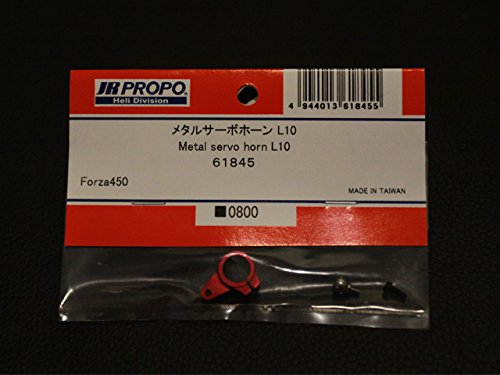 JR PROPO®
Heli Division
4 944013 618455
メタルサーボホーン L10
Metal servo horn L10
61845
Forza450
MADE IN TAIWAN
■0800